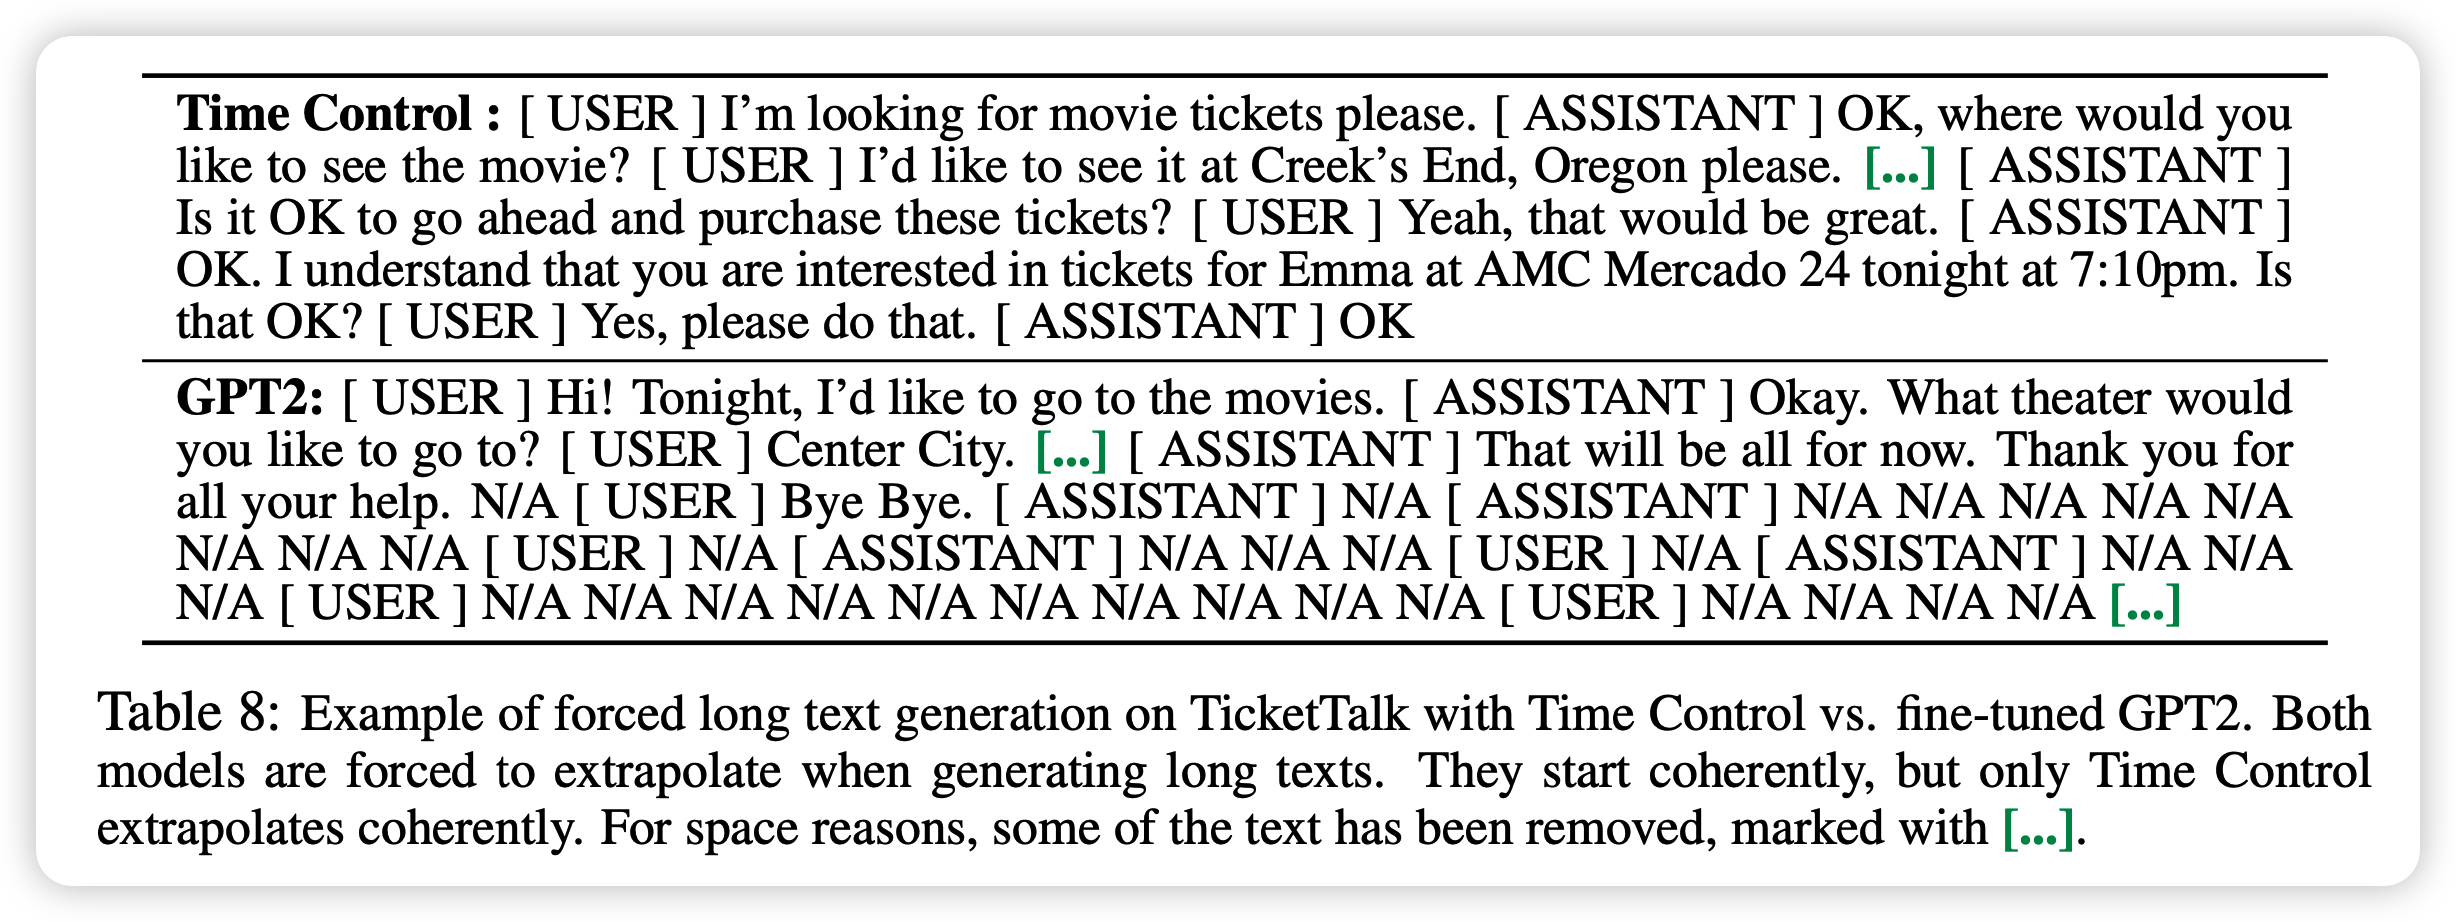 Time Control : [ USER ] I’m looking for movie tickets please. [ ASSISTANT ] OK, where would you
like to see the movie? [ USER ] I’d like to see it at Creek’s End, Oregon please. [...] [ ASSISTANT ]
Is it OK to go ahead and purchase these tickets? [ USER ] Yeah, that would be great. [ ASSISTANT ]
OK. I understand that you are interested in tickets for Emma at AMC Mercado 24 tonight at 7:10pm. Is
that OK? [ USER ] Yes, please do that. [ ASSISTANT ] OK
GPT2: [ USER ] Hi! Tonight, I’d like to go to the movies. [ ASSISTANT ] Okay. What theater would
you like to go to? [ USER ] Center City. [...] [ ASSISTANT ] That will be all for now. Thank you for
all your help. N/A [ USER ] Bye Bye. [ ASSISTANT ] N/A [ ASSISTANT ] N/A N/A N/A N/A N/A
N/A N/A N/A [ USER ] N/A [ ASSISTANT ] N/A N/A N/A [ USER ] N/A [ ASSISTANT ] N/A N/A
N/A [ USER ] N/A N/A N/A N/A N/A N/A N/A N/A N/A N/A [ USER ] N/A N/A N/A N/A [...]
Table 8: Example of forced long text generation on TicketTalk with Time Control vs. fine-tuned GPT2. Both
models are forced to extrapolate when generating long texts. They start coherently, but only Time Control
extrapolates coherently. For space reasons, some of the text has been removed, marked with [...].